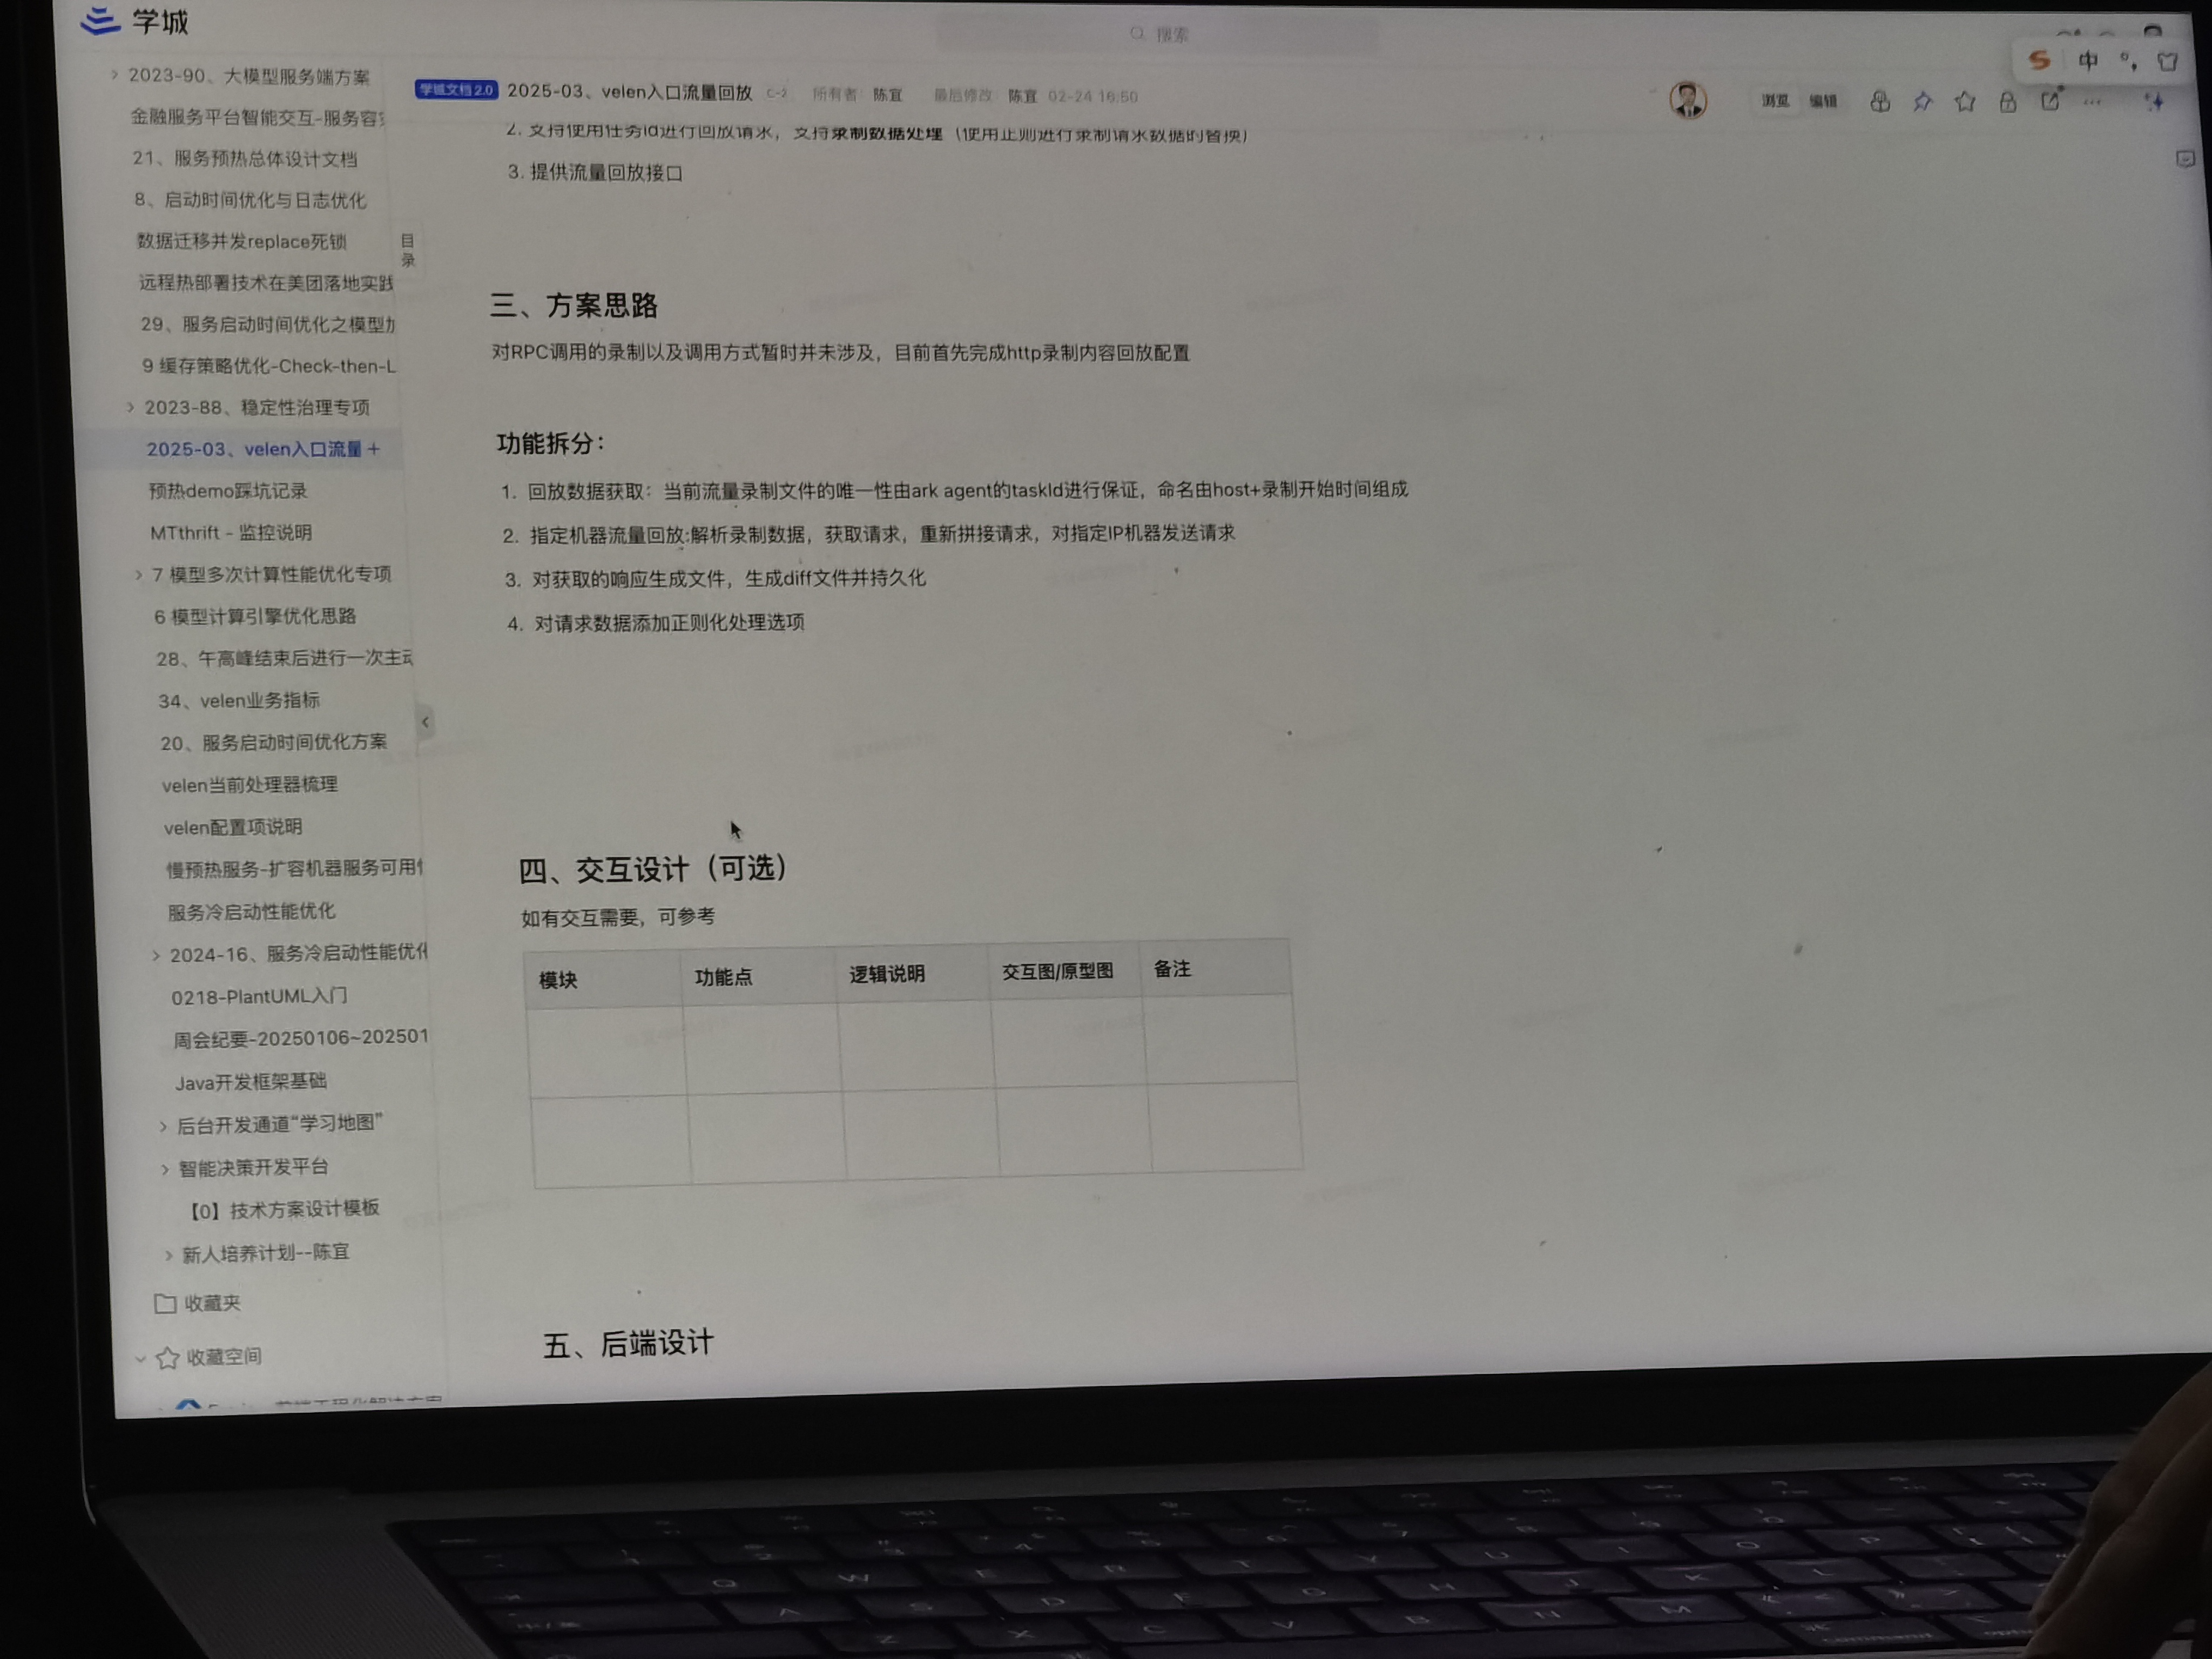 学城
搜索
中
2023-90、大模型服务端方案
金融服务平台智能交互-服务容
21、服务预热总体设计文档
8、启动时间优化与日志优化
数据迁移并发replace死锁
远程热部署技术在美团落地实践
29、服务启动时间优化之模型加
9 缓存策略优化-Check-then-L
2023-88、稳定性治理专项
2025-03、velen入口流量 +
预热demo踩坑记录
MTthrift - 监控说明
7 模型多次计算性能优化专项
6 模型计算引擎优化思路
28、午高峰结束后进行一次主动
34、velen业务指标
20、服务启动时间优化方案
velen当前处理器梳理
velen配置项说明
慢预热服务-扩容机器服务可用
服务冷启动性能优化
2024-16、服务冷启动性能优化
0218-PlantUML入门
周会纪要-20250106~202501
Java开发框架基础
后台开发通道“学习地图”
智能决策开发平台
【0】技术方案设计模板
新人培养计划--陈宜
收藏夹
收藏空间
目录
学城文档2.0 2025-03、velen入口流量回放 C-2 所有者 陈宜 最后修改 陈宜 02-24 16:50
浏览 编辑
2. 支持使用任务id进行回放请求，支持录制数据处理（使用正则进行录制请求数据的替换）
3. 提供流量回放接口
三、方案思路
对RPC调用的录制以及调用方式暂时并未涉及，目前首先完成http录制内容回放配置
功能拆分：
1. 回放数据获取：当前流量录制文件的唯一性由ark agent的taskId进行保证，命名由host+录制开始时间组成
2. 指定机器流量回放:解析录制数据，获取请求，重新拼接请求，对指定IP机器发送请求
3. 对获取的响应生成文件，生成diff文件并持久化
4. 对请求数据添加正则化处理选项
四、交互设计（可选）
如有交互需要，可参考
模块 功能点 逻辑说明 交互图/原型图 备注
五、后端设计
Q W E R T Y U I O P
A S D F G H J K L
Z X C V B N M
command